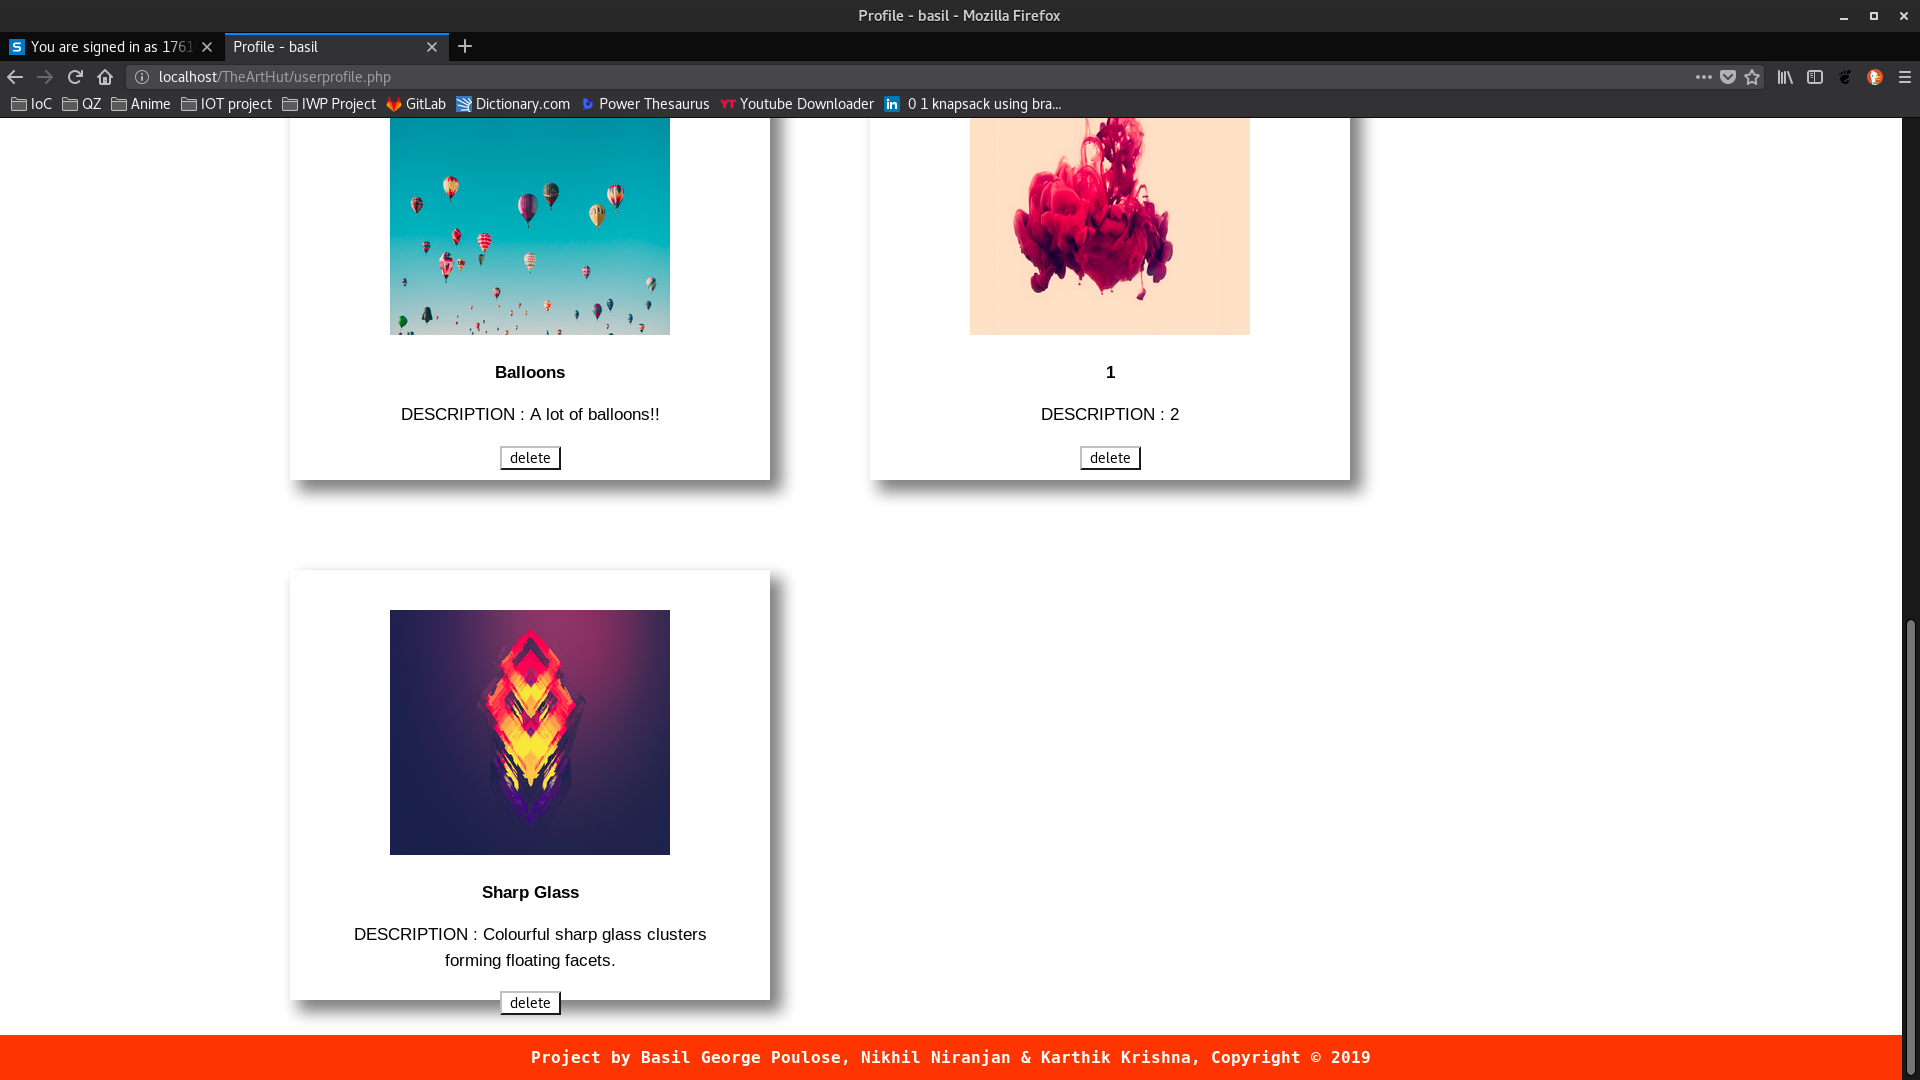 Profile - basil - Mozilla Firefox
You are signed in as 1761
Profile - basil
localhost/TheArtHut/userprofile.php
IoC QZ Anime IOT project IWP Project GitLab Dictionary.com Power Thesaurus YT Youtube Downloader in 0 1 knapsack using bra...
Balloons
DESCRIPTION : A lot of balloons!!
delete
1
DESCRIPTION : 2
delete
Sharp Glass
DESCRIPTION : Colourful sharp glass clusters
forming floating facets.
delete
Project by Basil George Poulose, Nikhil Niranjan & Karthik Krishna, Copyright © 2019